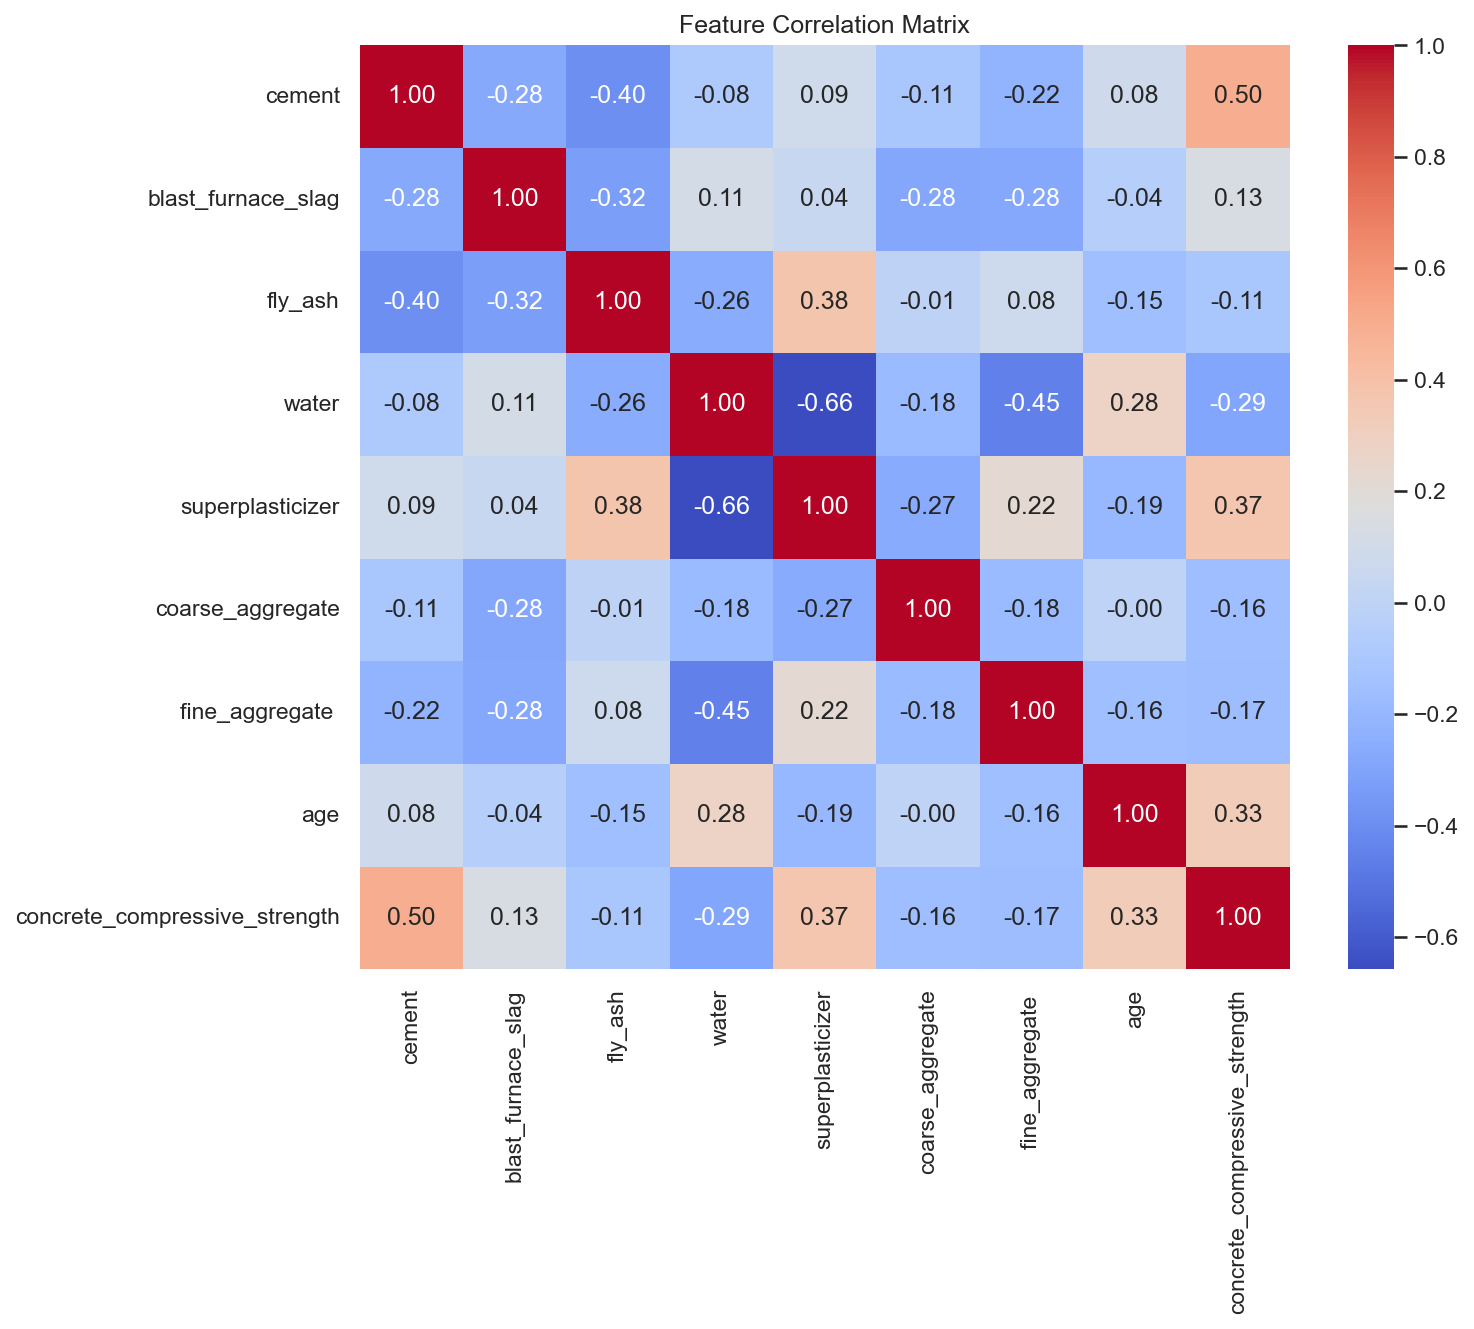 Feature Correlation Matrix
cement 1.00 -0.28 -0.40 -0.08 0.09 -0.11 -0.22 0.08 0.50
blast_furnace_slag -0.28 1.00 -0.32 0.11 0.04 -0.28 -0.28 -0.04 0.13
fly_ash -0.40 -0.32 1.00 -0.26 0.38 -0.01 0.08 -0.15 -0.11
water -0.08 0.11 -0.26 1.00 -0.66 -0.18 -0.45 0.28 -0.29
superplasticizer 0.09 0.04 0.38 -0.66 1.00 -0.27 0.22 -0.19 0.37
coarse_aggregate -0.11 -0.28 -0.01 -0.18 -0.27 1.00 -0.18 -0.00 -0.16
fine_aggregate -0.22 -0.28 0.08 -0.45 0.22 -0.18 1.00 -0.16 -0.17
age 0.08 -0.04 -0.15 0.28 -0.19 -0.00 -0.16 1.00 0.33
concrete_compressive_strength 0.50 0.13 -0.11 -0.29 0.37 -0.16 -0.17 0.33 1.00
cement
blast_furnace_slag
fly_ash
water
superplasticizer
coarse_aggregate
fine_aggregate
age
concrete_compressive_strength
1.0
0.8
0.6
0.4
0.2
0.0
−0.2
−0.4
−0.6